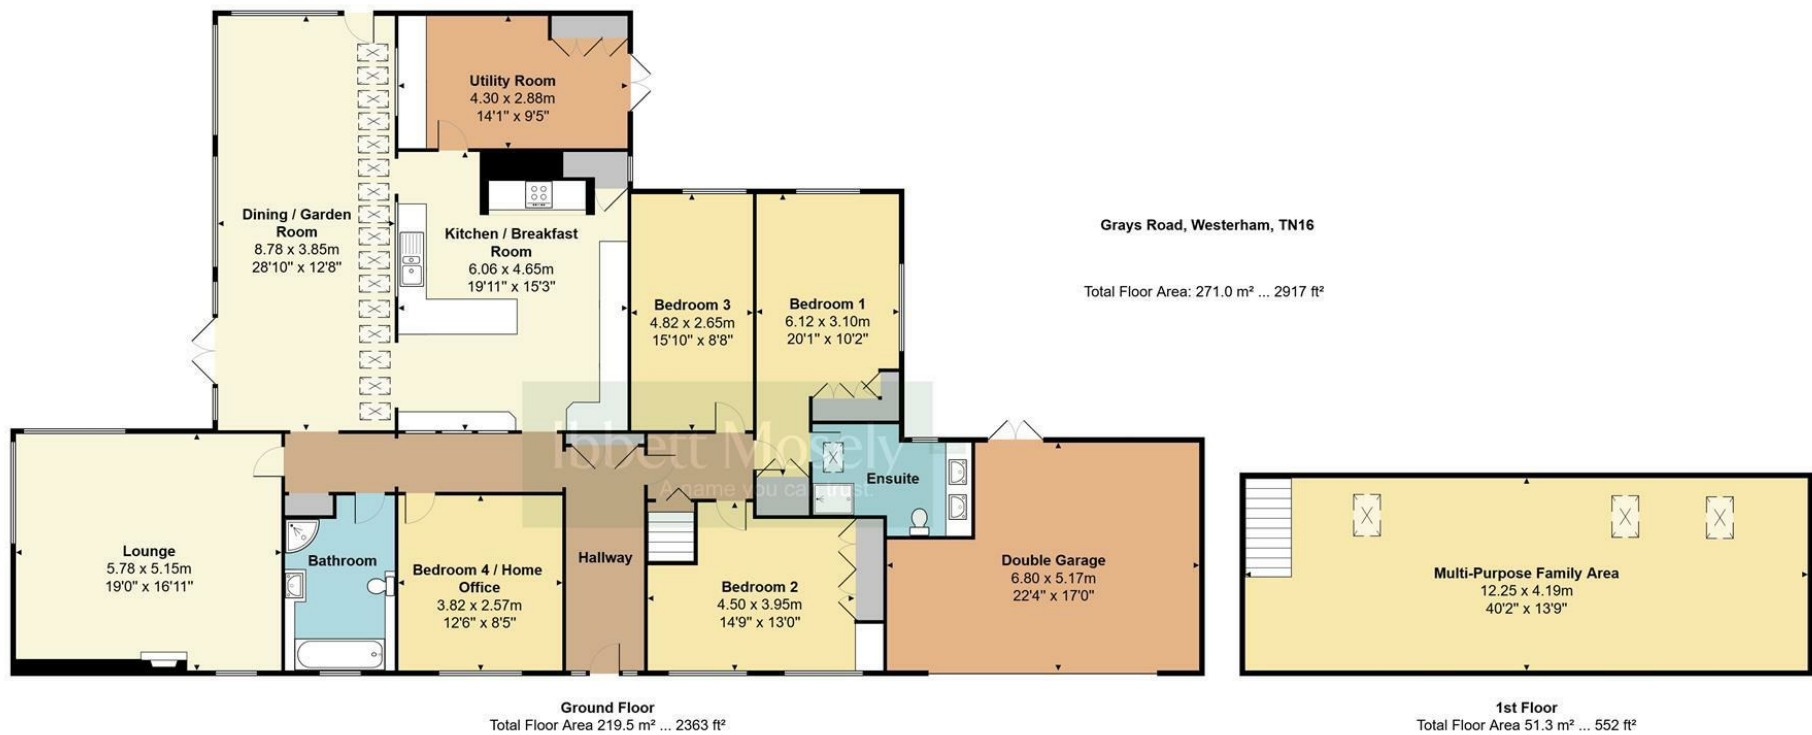 Utility Room
4.30 x 2.88m
14'1" x 9'5"
Dining / Garden
Room
8.78 x 3.85m
28'10" x 12'8"
Kitchen / Breakfast
Room
6.06 x 4.65m
19'11" x 15'3"
Bedroom 3
4.82 x 2.65m
15'10" x 8'8"
Bedroom 1
6.12 x 3.10m
20'1" x 10'2"
Grays Road, Westerham, TN16
Total Floor Area: 271.0 m² ... 2917 ft²
Ibbett Mosely
A name you can trust.
Ensuite
Lounge
5.78 x 5.15m
19'0" x 16'11"
Bathroom
Bedroom 4 / Home
Office
3.82 x 2.57m
12'6" x 8'5"
Hallway
Bedroom 2
4.50 x 3.95m
14'9" x 13'0"
Double Garage
6.80 x 5.17m
22'4" x 17'0"
Multi-Purpose Family Area
12.25 x 4.19m
40'2" x 13'9"
Ground Floor
Total Floor Area 219.5 m² ... 2363 ft²
1st Floor
Total Floor Area 51.3 m² ... 552 ft²